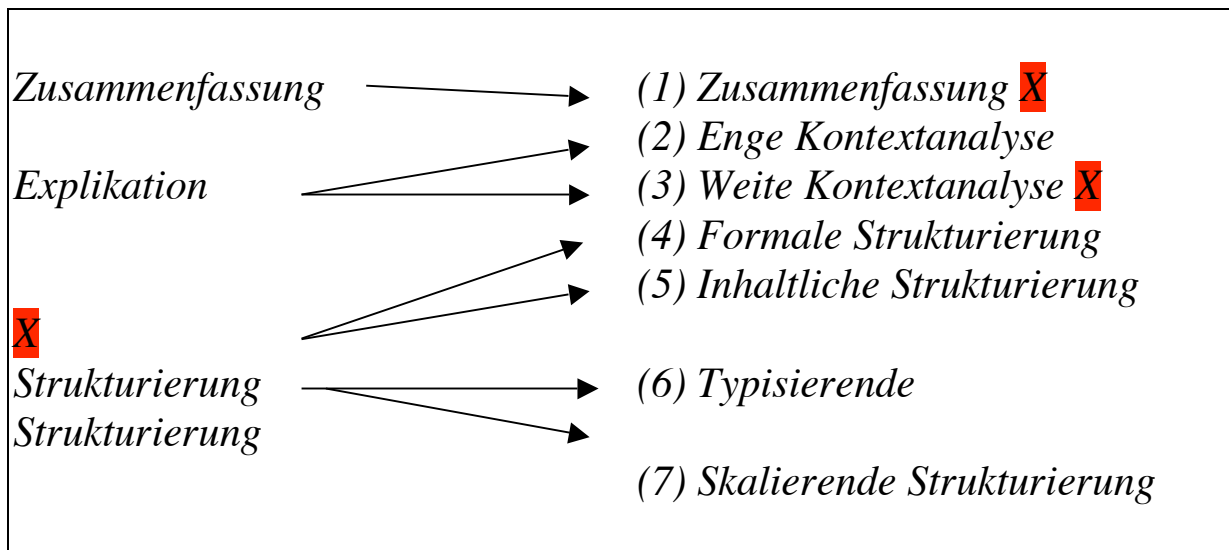 Zusammenfassung (1) Zusammenfassung X
(2) Enge Kontextanalyse
Explikation (3) Weite Kontextanalyse X
(4) Formale Strukturierung
(5) Inhaltliche Strukturierung
X
Strukturierung (6) Typisierende
Strukturierung
(7) Skalierende Strukturierung